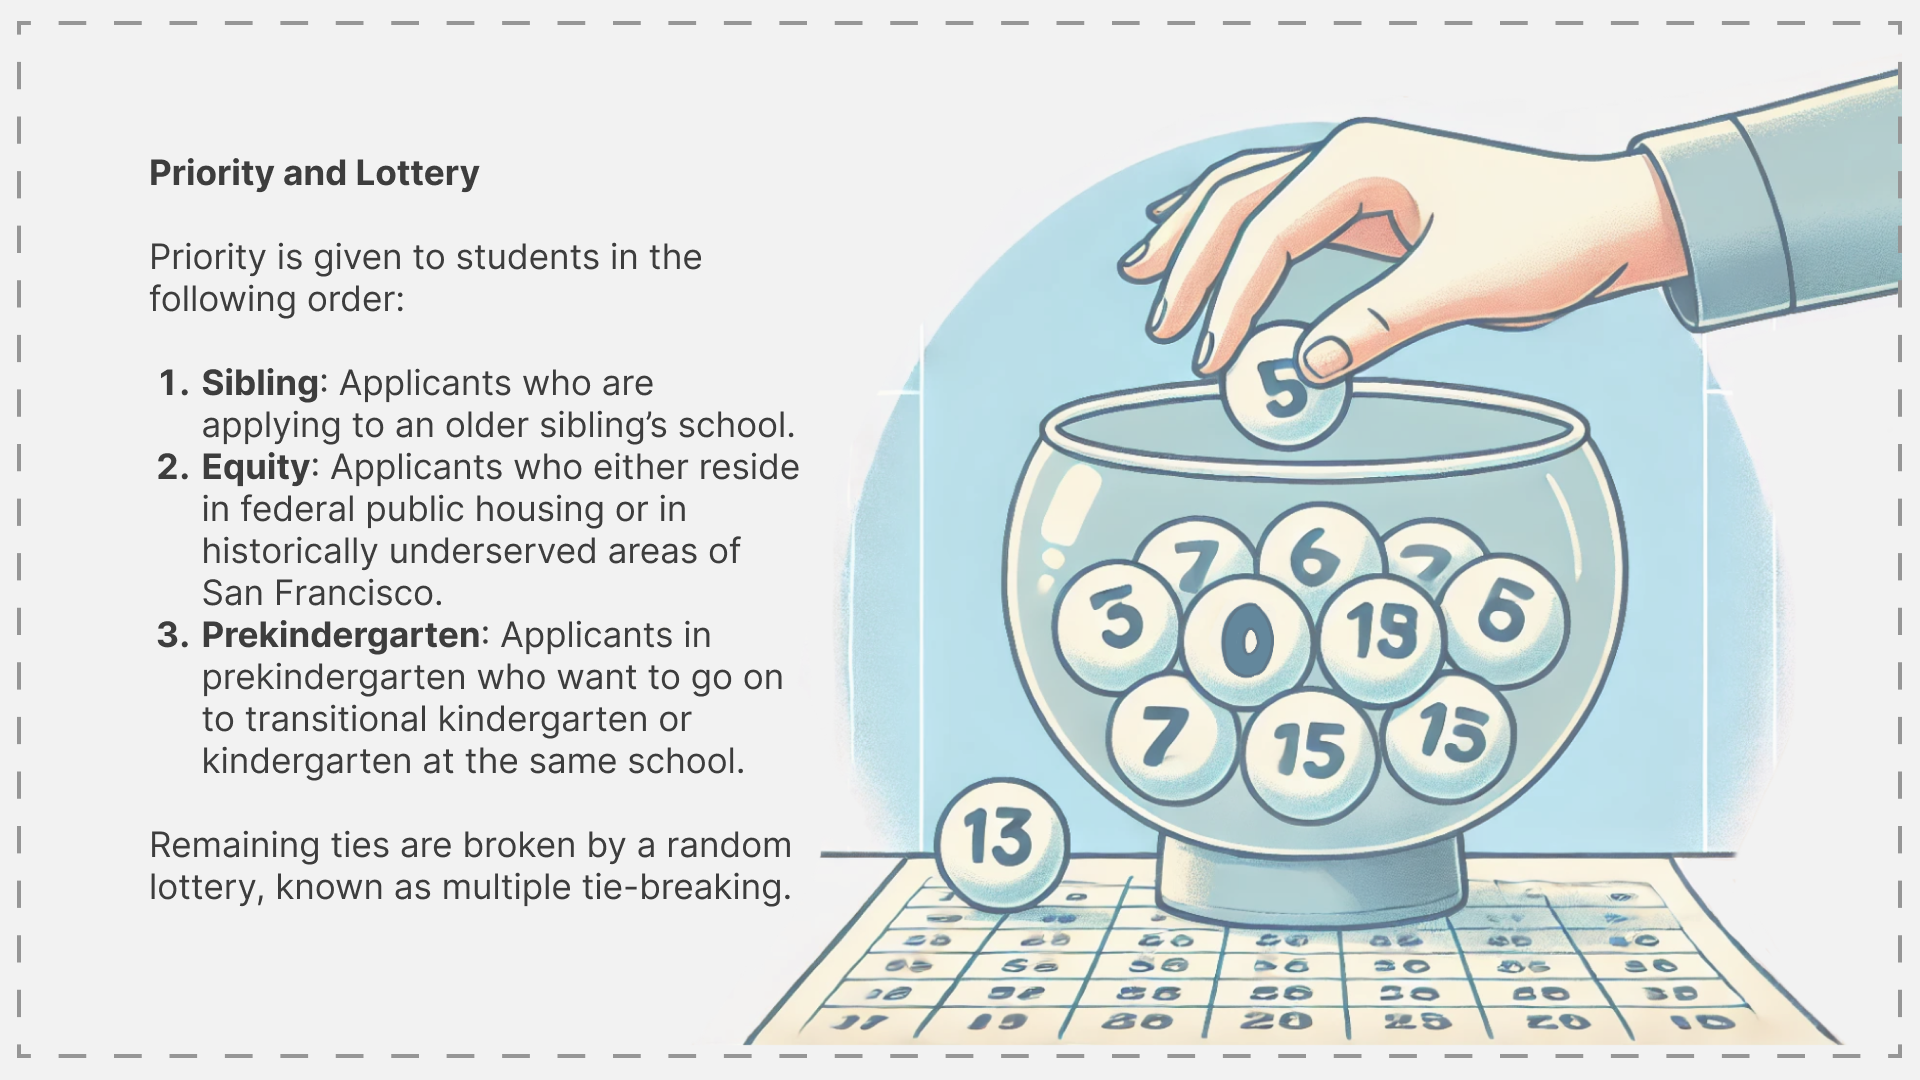 Priority and Lottery
Priority is given to students in the
following order:
1. Sibling: Applicants who are
applying to an older sibling’s school.
2. Equity: Applicants who either reside
in federal public housing or in
historically underserved areas of
San Francisco.
3. Prekindergarten: Applicants in
prekindergarten who want to go on
to transitional kindergarten or
kindergarten at the same school.
Remaining ties are broken by a random
lottery, known as multiple tie-breaking.
5
7 6 7
3 0 6
7 15 15
13